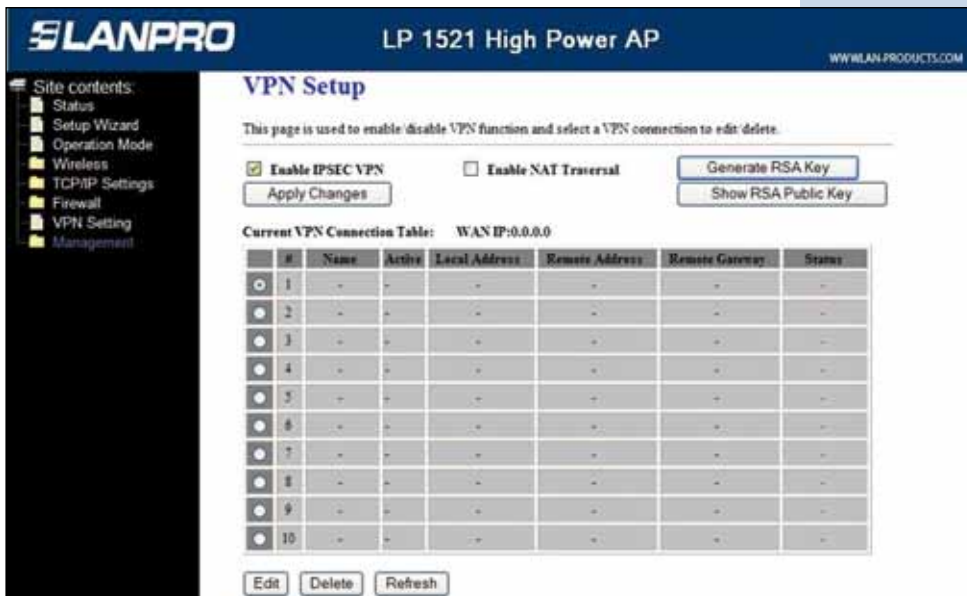 SLANPRO
LP 1521 High Power AP
WWW.LAN-PRODUCTS.COM
Site contents:
Status
Setup Wizard
Operation Mode
Wireless
TCP/IP Settings
Firewall
VPN Setting
Management
VPN Setup
This page is used to enable/disable VPN function and select a VPN connection to edit/delete.
Enable IPSEC VPN Enable NAT Traversal Generate RSA Key
Apply Changes Show RSA Public Key
Current VPN Connection Table: WAN IP:0.0.0.0
# Name Active Local Address Remote Address Remote Gateway Status
1 - - - - - -
2 - - - - - -
3 - - - - - -
4 - - - - - -
5 - - - - - -
6 - - - - - -
7 - - - - - -
8 - - - - - -
9 - - - - - -
10 - - - - - -
Edit Delete Refresh